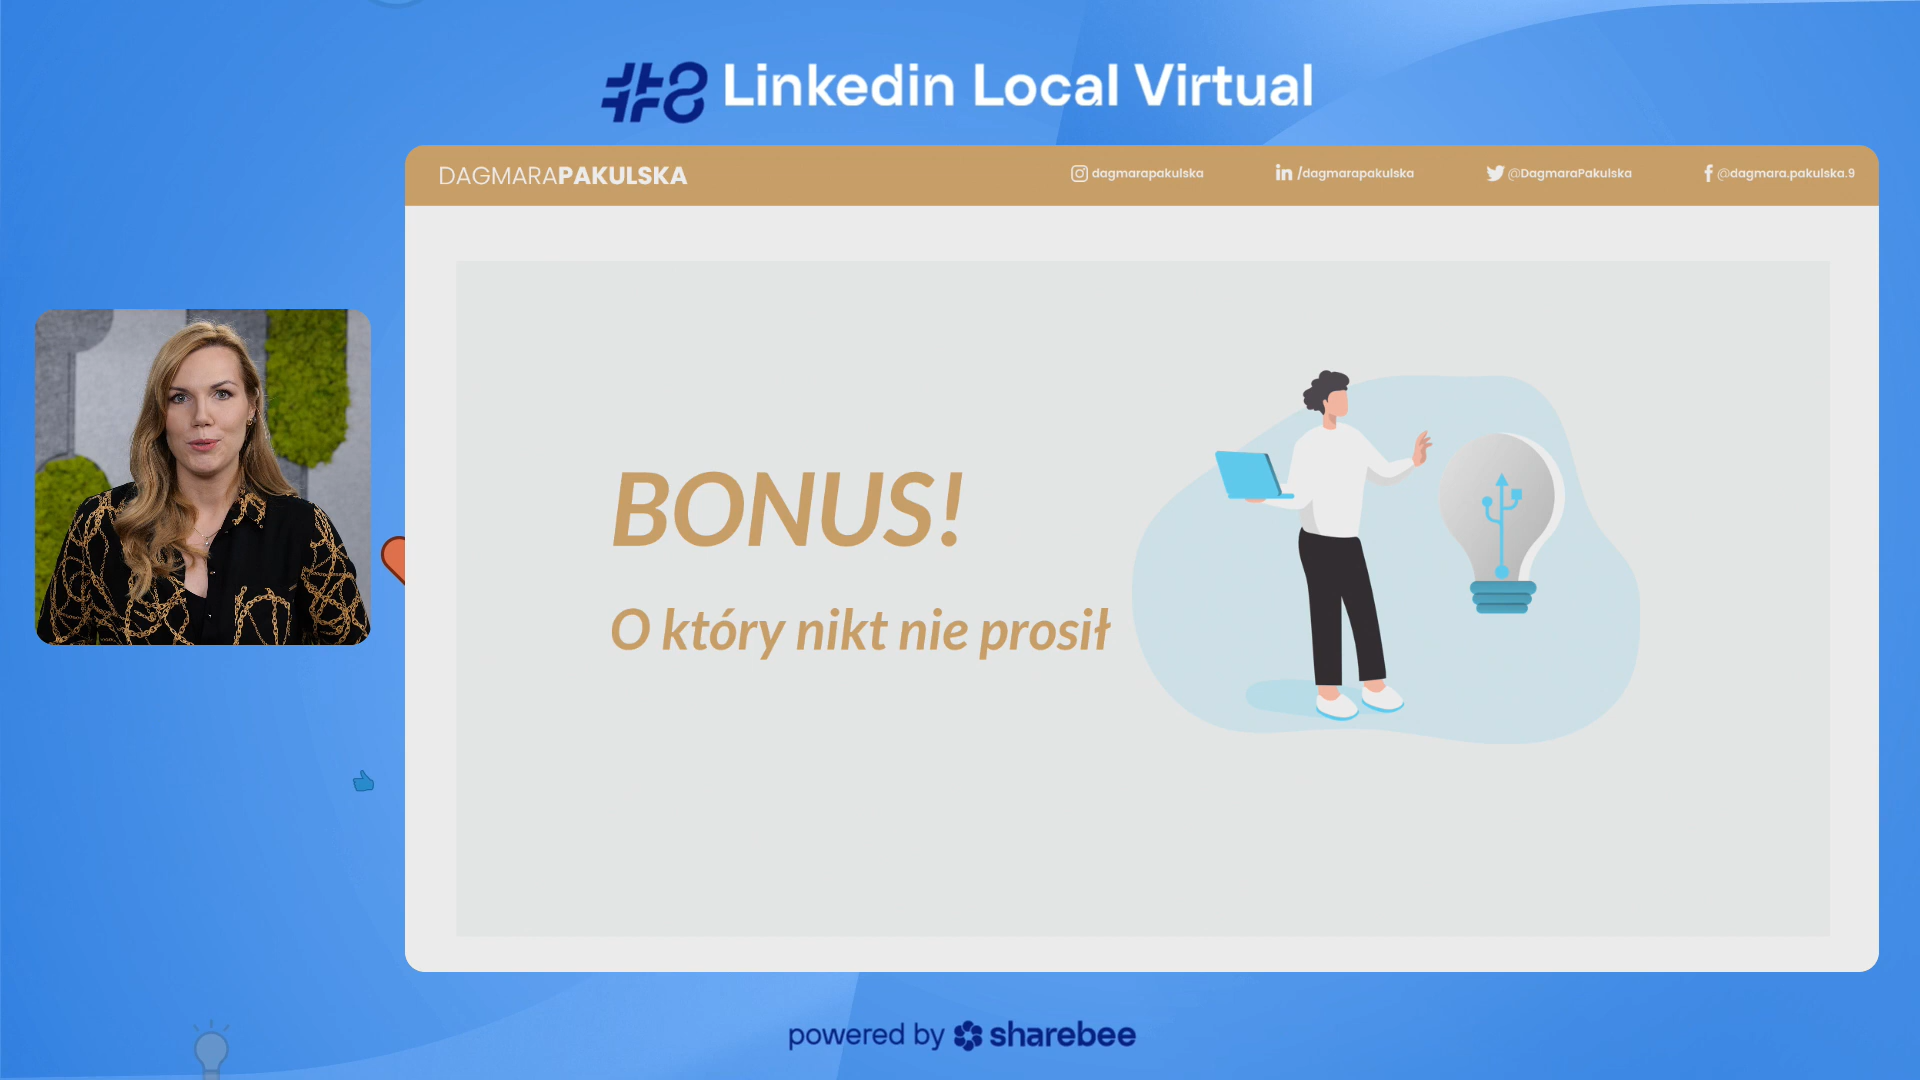 #8 Linkedin Local Virtual
DAGMARAPAKULSKA
dagmarapakulska
in /dagmarapakulska
@DagmaraPakulska
@dagmara.pakulska.9
BONUS!
O który nikt nie prosił
powered by sharebee